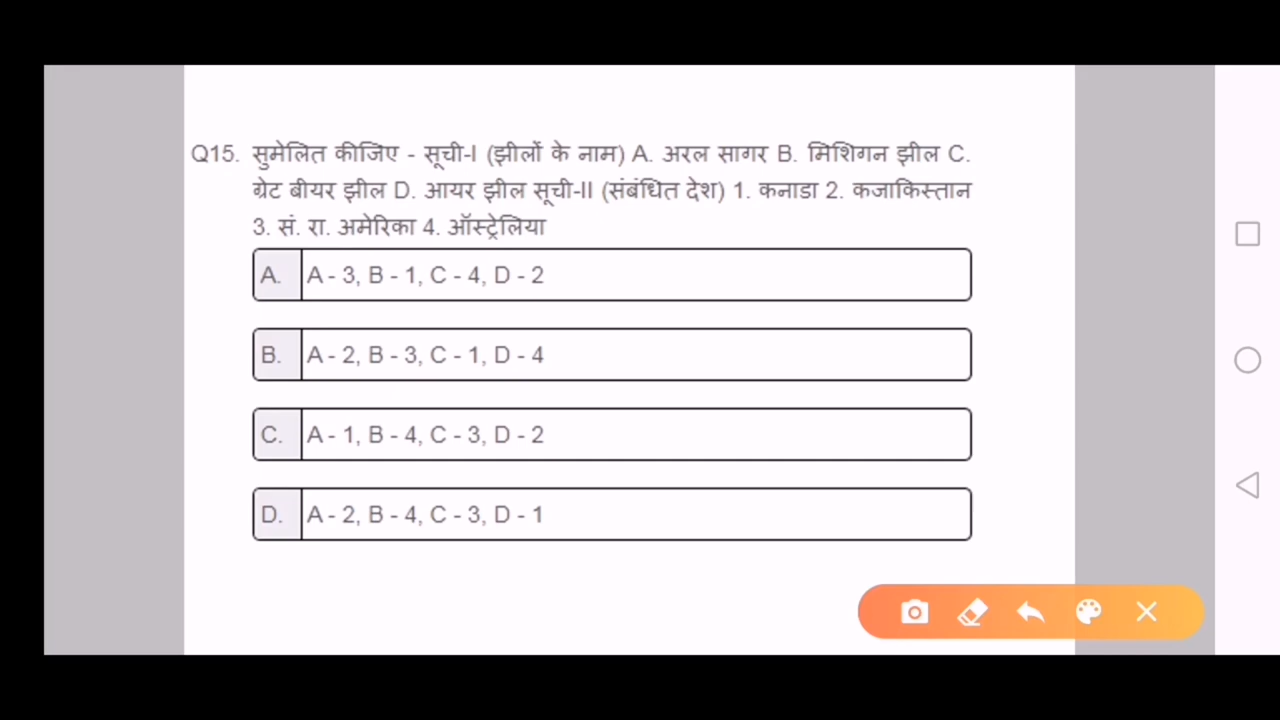 Q15. सुमेलित कीजिए - सूची-I (झीलों के नाम) A. अरल सागर B. मिशिगन झील C.
ग्रेट बीयर झील D. आयर झील सूची-II (संबंधित देश) 1. कनाडा 2. कजाकिस्तान
3. सं. रा. अमेरिका 4. ऑस्ट्रेलिया
A. A - 3, B - 1, C - 4, D - 2
B. A - 2, B - 3, C - 1, D - 4
C. A - 1, B - 4, C - 3, D - 2
D. A - 2, B - 4, C - 3, D - 1